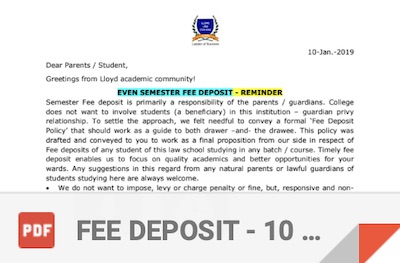 Leaders of Success
10-Jan.-2019
Dear Parents / Student,
Greetings from Lloyd academic community!
EVEN SEMESTER FEE DEPOSIT - REMINDER
Semester Fee deposit is primarily a responsibility of the parents / guardians. College
does not want to involve students (a beneficiary) in this institution – guardian privy
relationship. To settle the approach, we felt needful to convey a formal 'Fee Deposit
Policy' that should work as a guide to both drawer –and- the drawee. This policy was
drafted and conveyed to you to work as a final proposition from our side in respect of
Fee deposits of any student of this law school studying in any batch / course. Timely fee
deposit enables us to focus on quality academics and better opportunities for your
wards. Any suggestions in this regard from any natural parents or lawful guardians of
students studying here are always welcome.
• We do not want to impose, levy or charge penalty or fine, but, responsive and non-
PDF FEE DEPOSIT - 10 ...